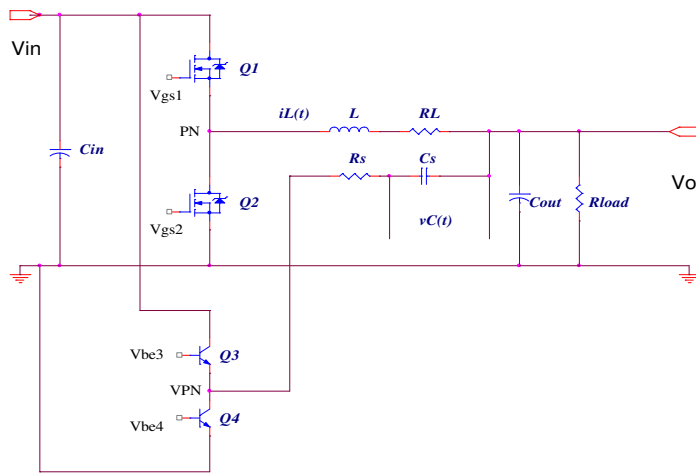 Vin
Q1
Vgs1
iL(t)
L
RL
PN
Cin
Rs
Cs
Vo
Q2
Cout
Rload
Vgs2
vC(t)
Vbe3
Q3
VPN
Vbe4
Q4